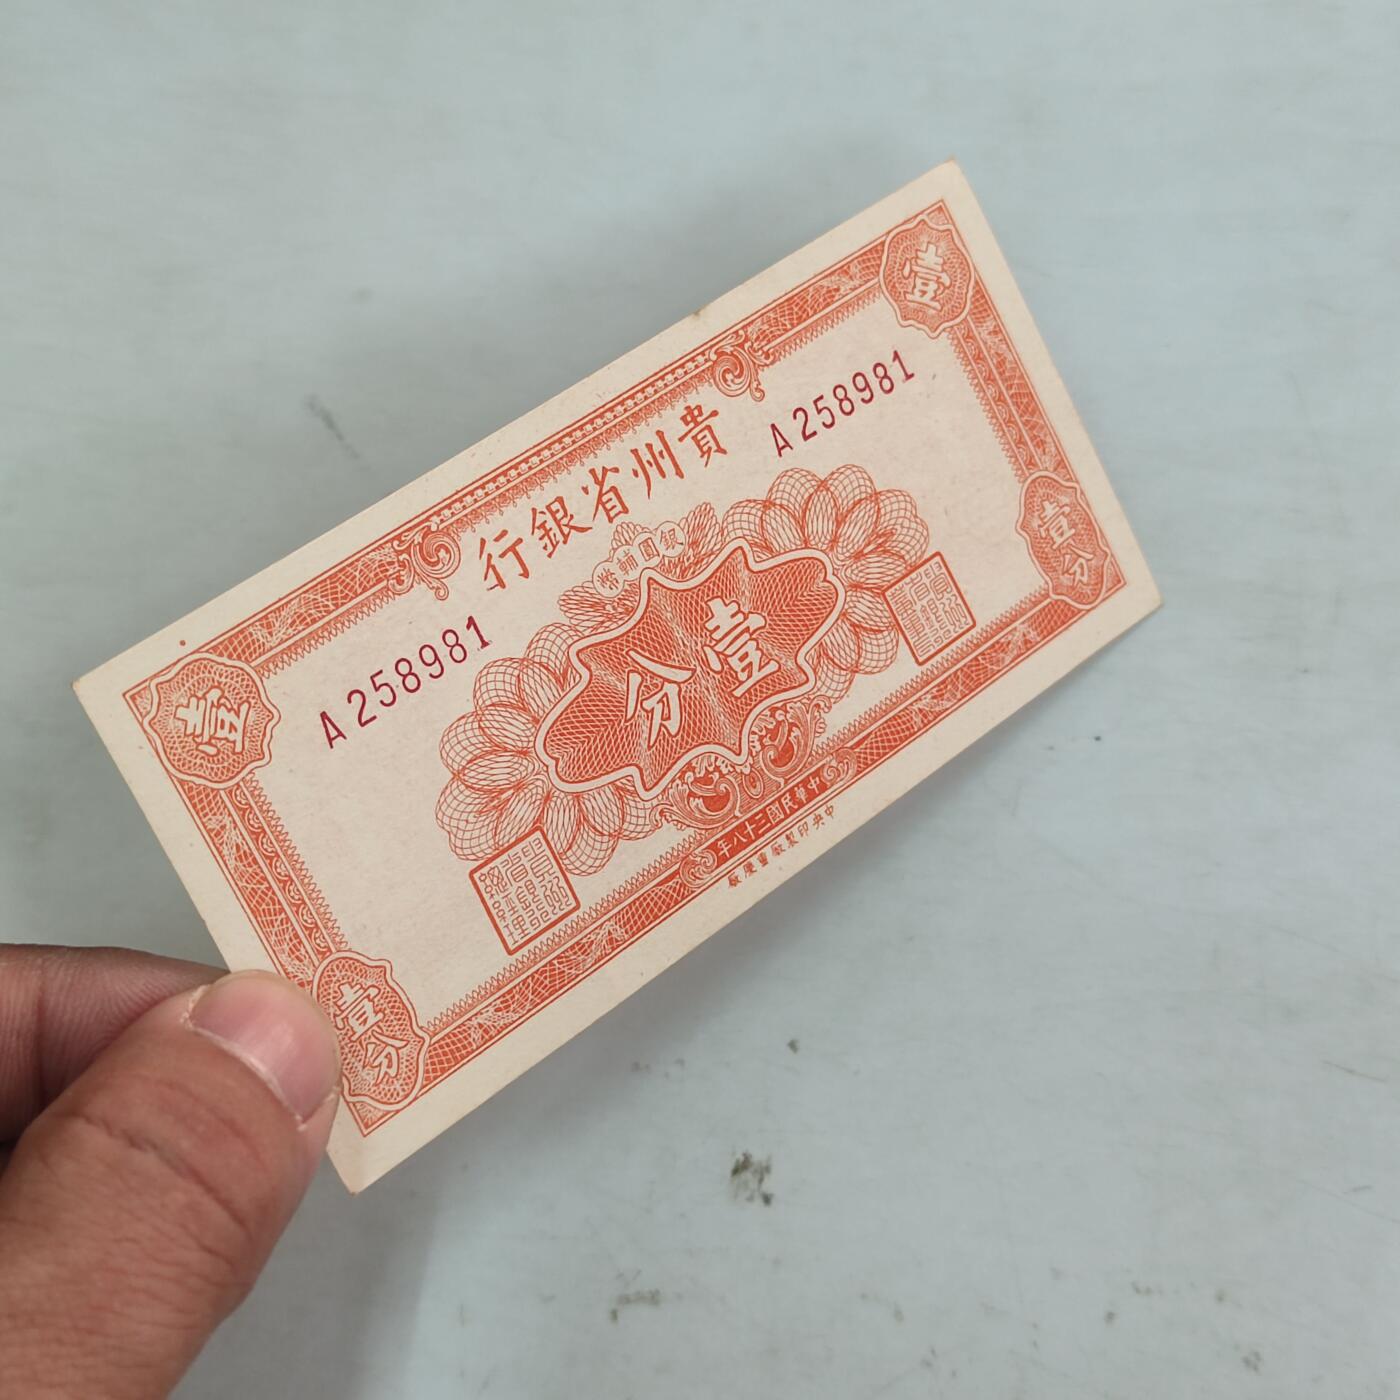 貴州省銀行
A258981
A258981
銀圓輔幣
壹分
壹
壹
壹分
壹分
中華民國三十八年
中央印製廠重慶廠